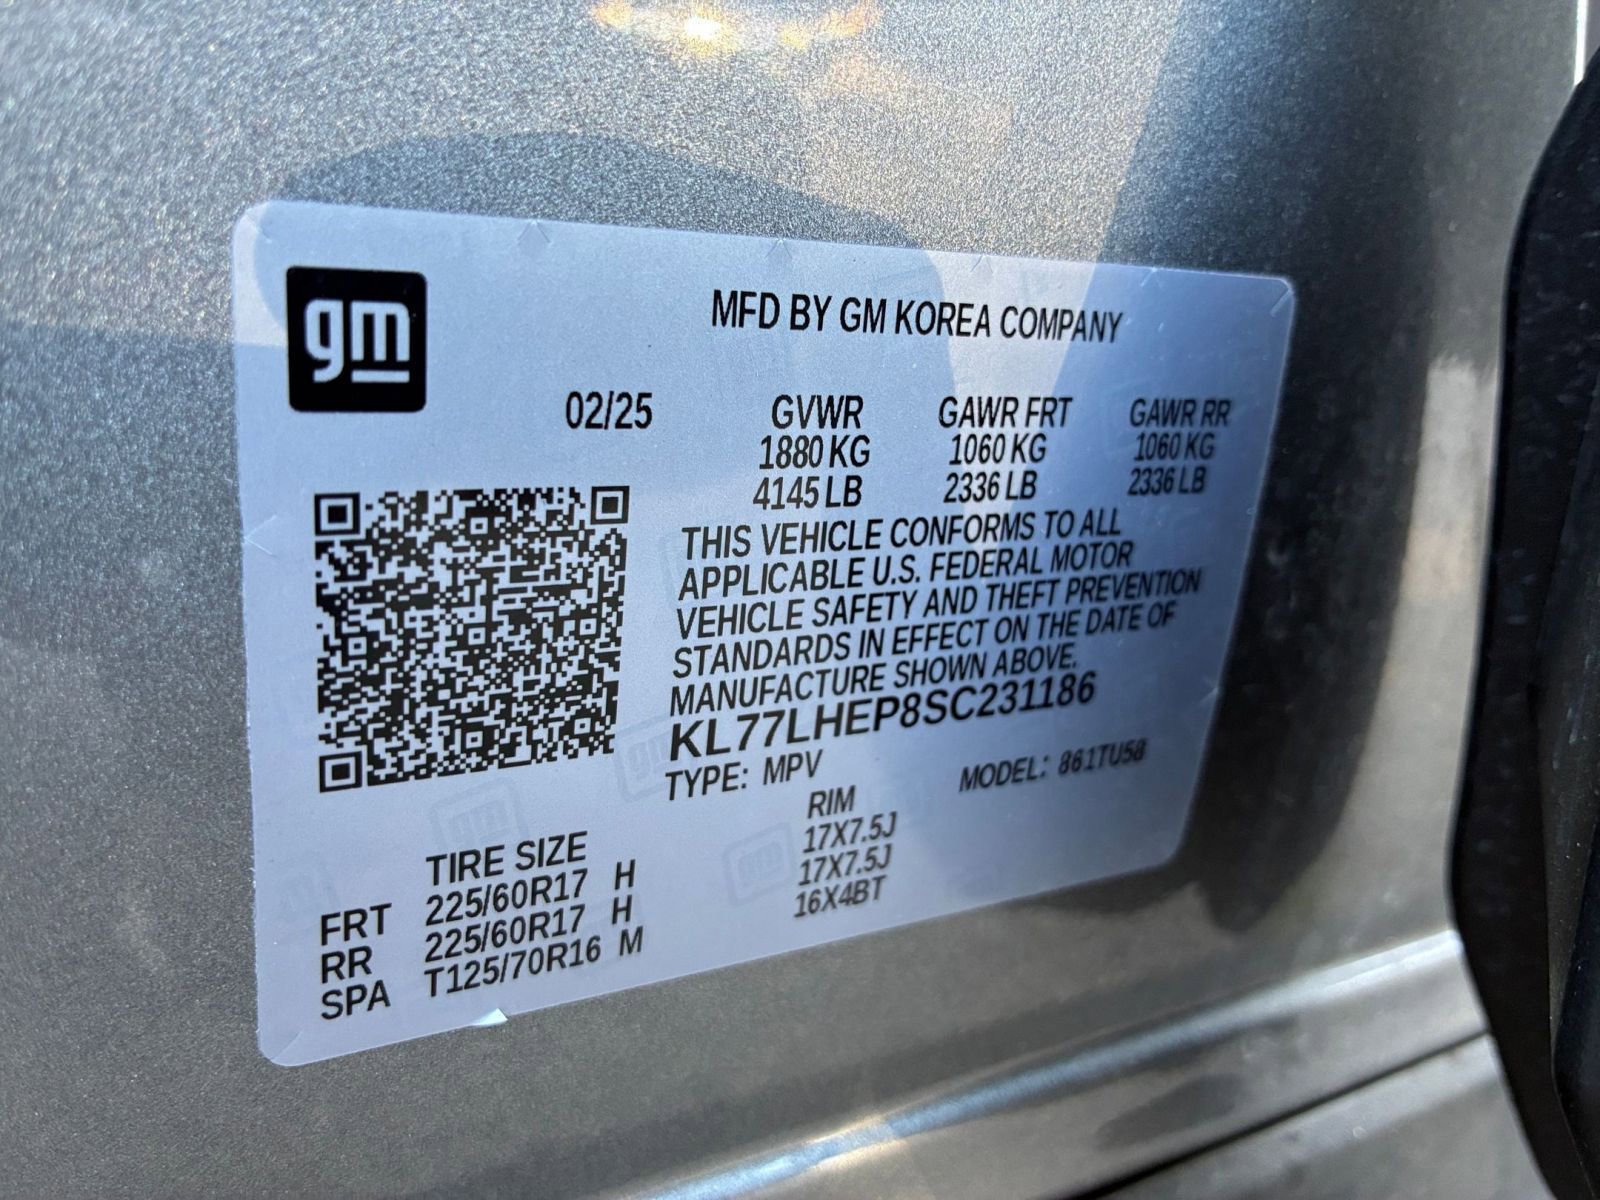 gm
MFD BY GM KOREA COMPANY
02/25 GVWR GAWR FRT GAWR RR
1880 KG 1060 KG 1060 KG
4145 LB 2336 LB 2336 LB
THIS VEHICLE CONFORMS TO ALL
APPLICABLE U.S. FEDERAL MOTOR
VEHICLE SAFETY AND THEFT PREVENTION
STANDARDS IN EFFECT ON THE DATE OF
MANUFACTURE SHOWN ABOVE.
KL77LHEP8SC231186
TYPE: MPV MODEL: 861TU58
TIRE SIZE RIM
FRT 225/60R17 H 17X7.5J
RR 225/60R17 H 17X7.5J
SPA T125/70R16 M 16X4BT